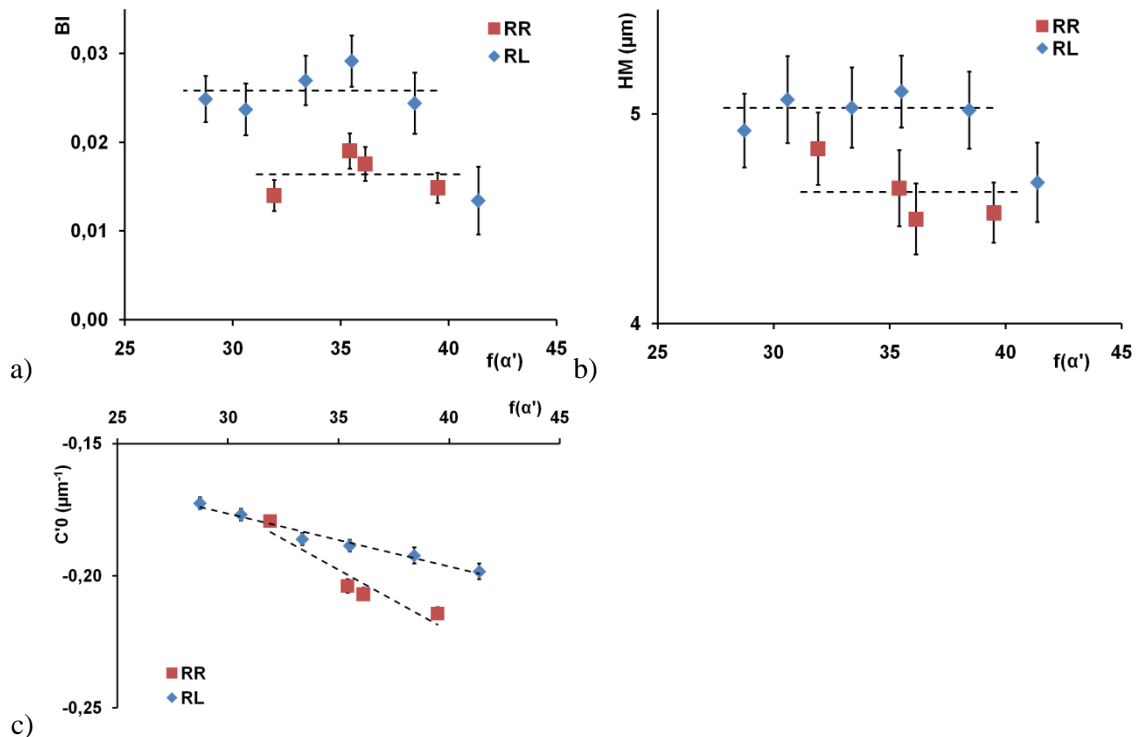 BI
0,03
0,02
0,01
0,00
25 30 35 40 45
f(α')
RR
RL
a)
HM (µm)
5
4
25 30 35 40 45
f(α')
RR
RL
b)
25 30 35 40 45
f(α')
C'0 (µm⁻¹)
-0,15
-0,20
-0,25
RR
RL
c)